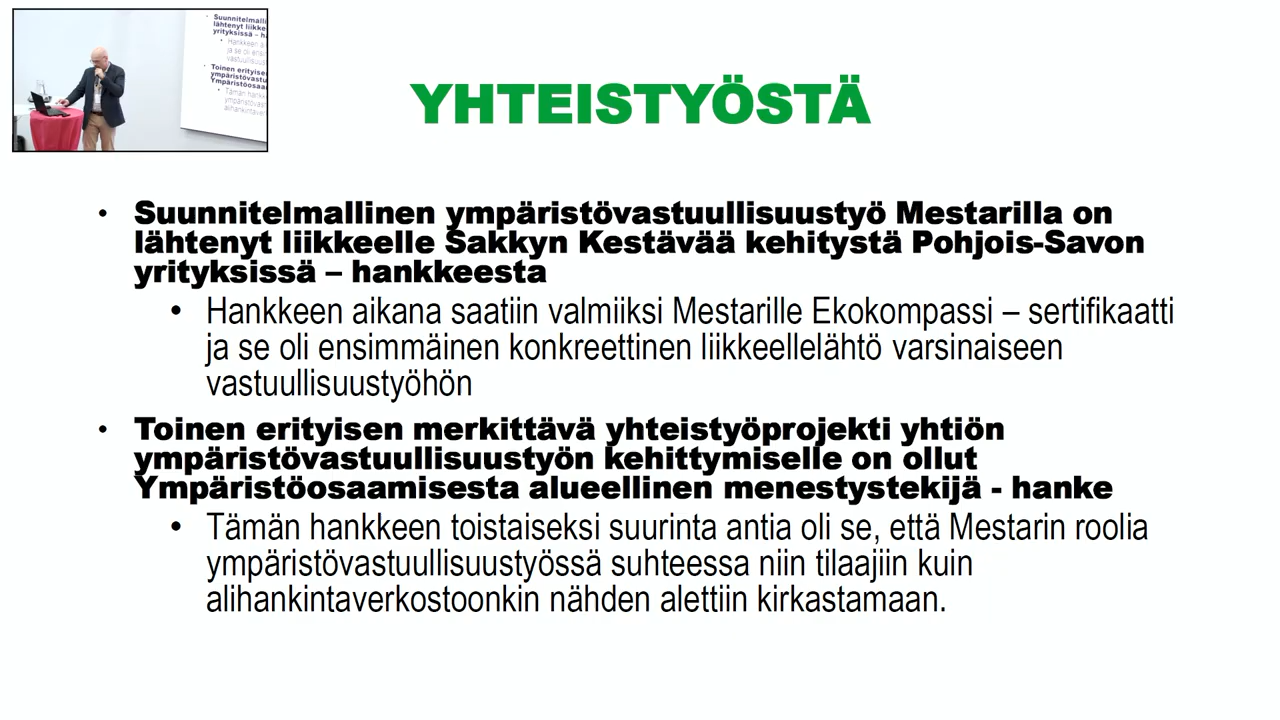 YHTEISTYÖSTÄ
• Suunnitelmallinen ympäristövastuullisuustyö Mestarilla on
lähtenyt liikkeelle Sakkyn Kestävää kehitystä Pohjois-Savon
yrityksissä – hankkeesta
• Hankkeen aikana saatiin valmiiksi Mestarille Ekokompassi – sertifikaatti
ja se oli ensimmäinen konkreettinen liikkeellelähtö varsinaiseen
vastuullisuustyöhön
• Toinen erityisen merkittävä yhteistyöprojekti yhtiön
ympäristövastuullisuustyön kehittymiselle on ollut
Ympäristöosaamisesta alueellinen menestystekijä - hanke
• Tämän hankkeen toistaiseksi suurinta antia oli se, että Mestarin roolia
ympäristövastuullisuustyössä suhteessa niin tilaajiin kuin
alihankintaverkostoonkin nähden alettiin kirkastamaan.